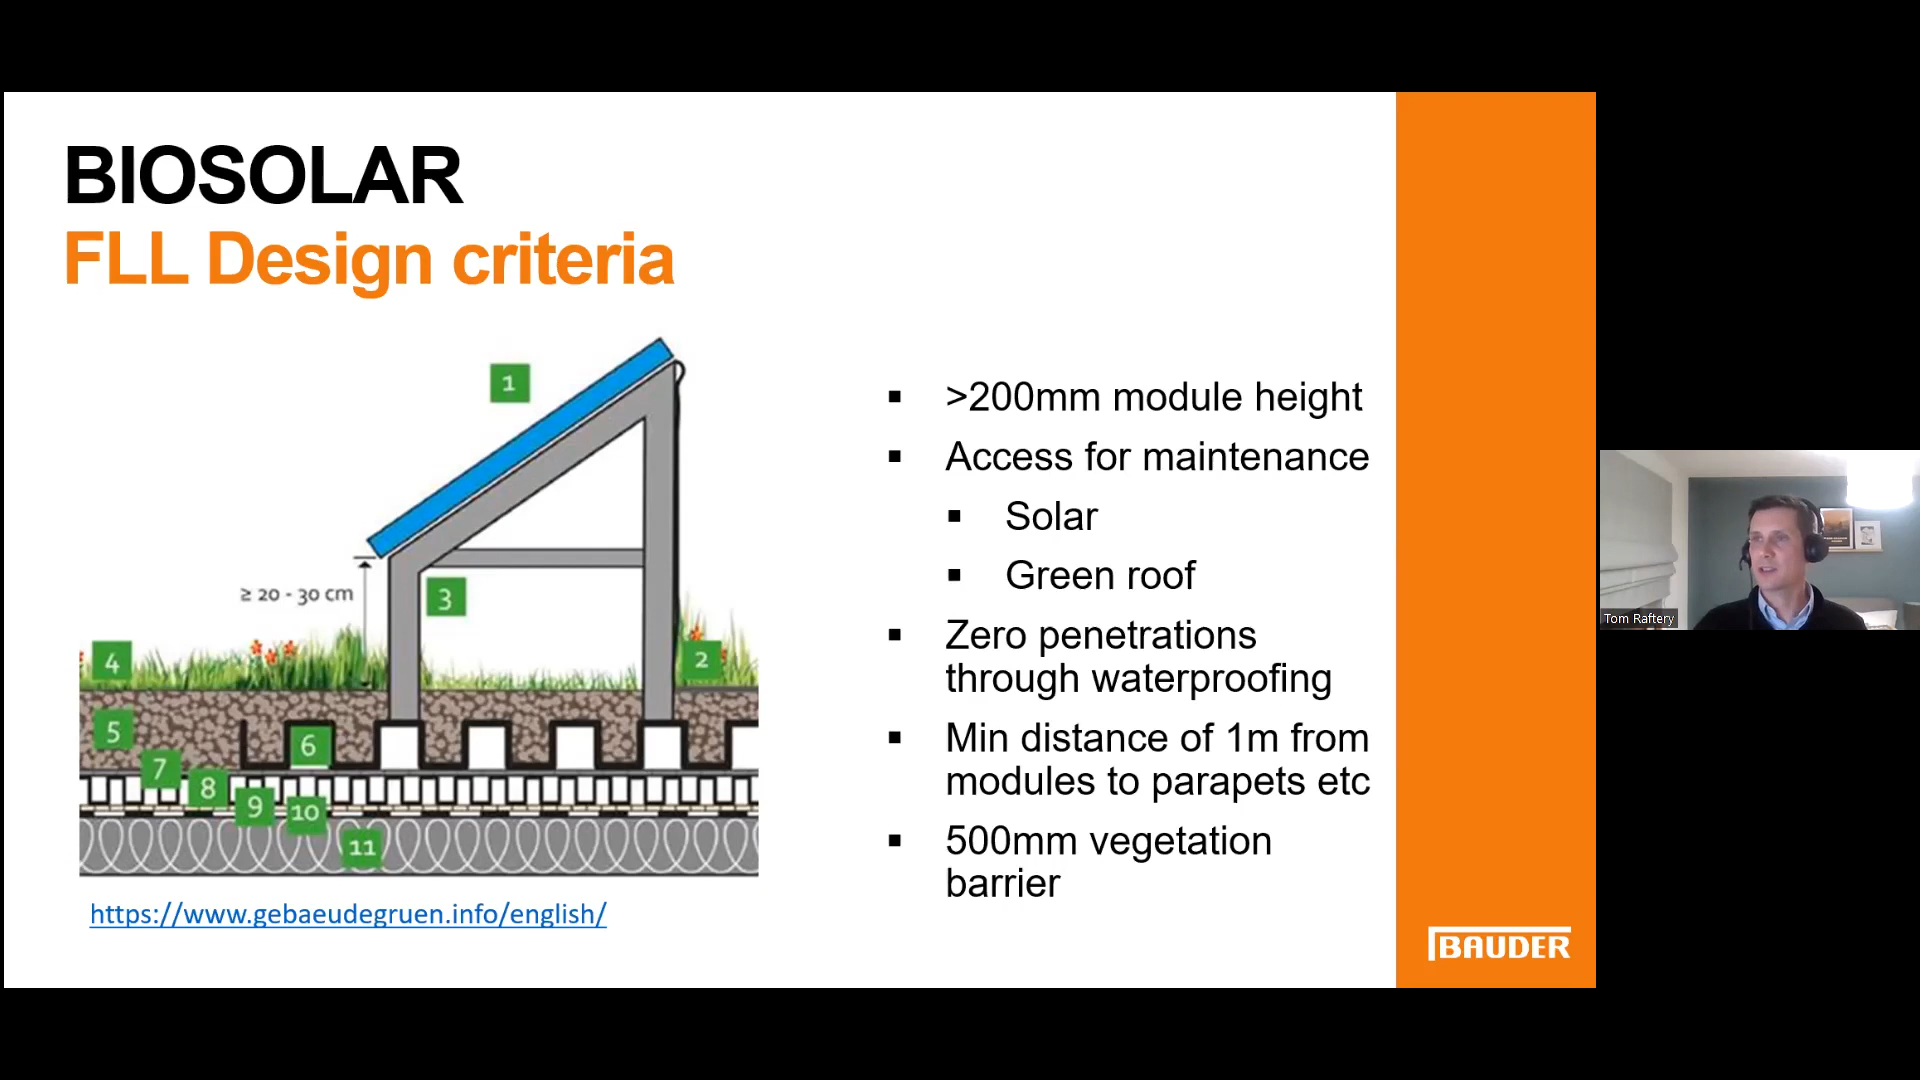 BIOSOLAR
FLL Design criteria
1
≥ 20 - 30 cm
3
4
2
5
6
7
8
9
10
11
https://www.gebaeudegruen.info/english/
>200mm module height
Access for maintenance
Solar
Green roof
Zero penetrations
through waterproofing
Min distance of 1m from
modules to parapets etc
500mm vegetation
barrier
BAUDER
Tom Raftery